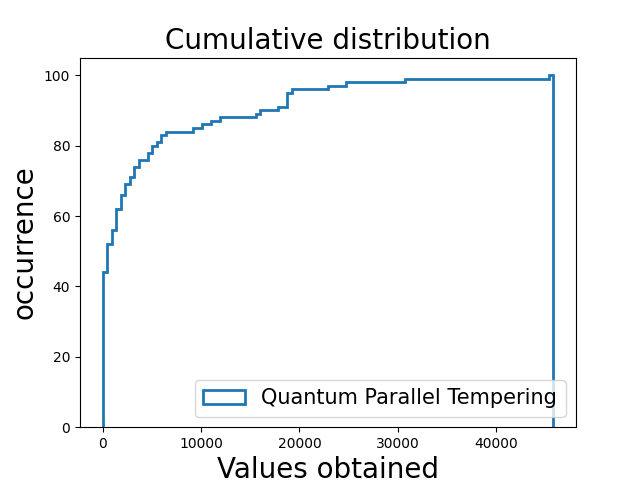 Cumulative distribution
100
80
60
40
20
0
occurrence
Quantum Parallel Tempering
0 10000 20000 30000 40000
Values obtained